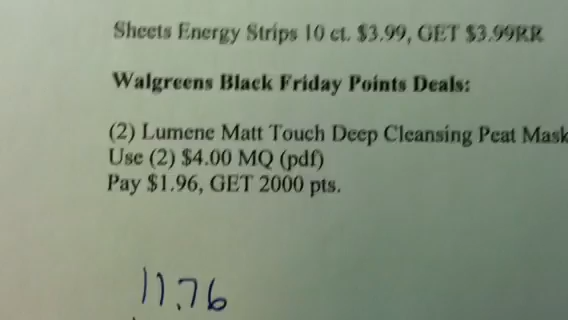 Sheets Energy Strips 10 ct. $3.99, GET $3.99RR
Walgreens Black Friday Points Deals:
(2) Lumene Matt Touch Deep Cleansing Peat Mask
Use (2) $4.00 MQ (pdf)
Pay $1.96, GET 2000 pts.
11.76